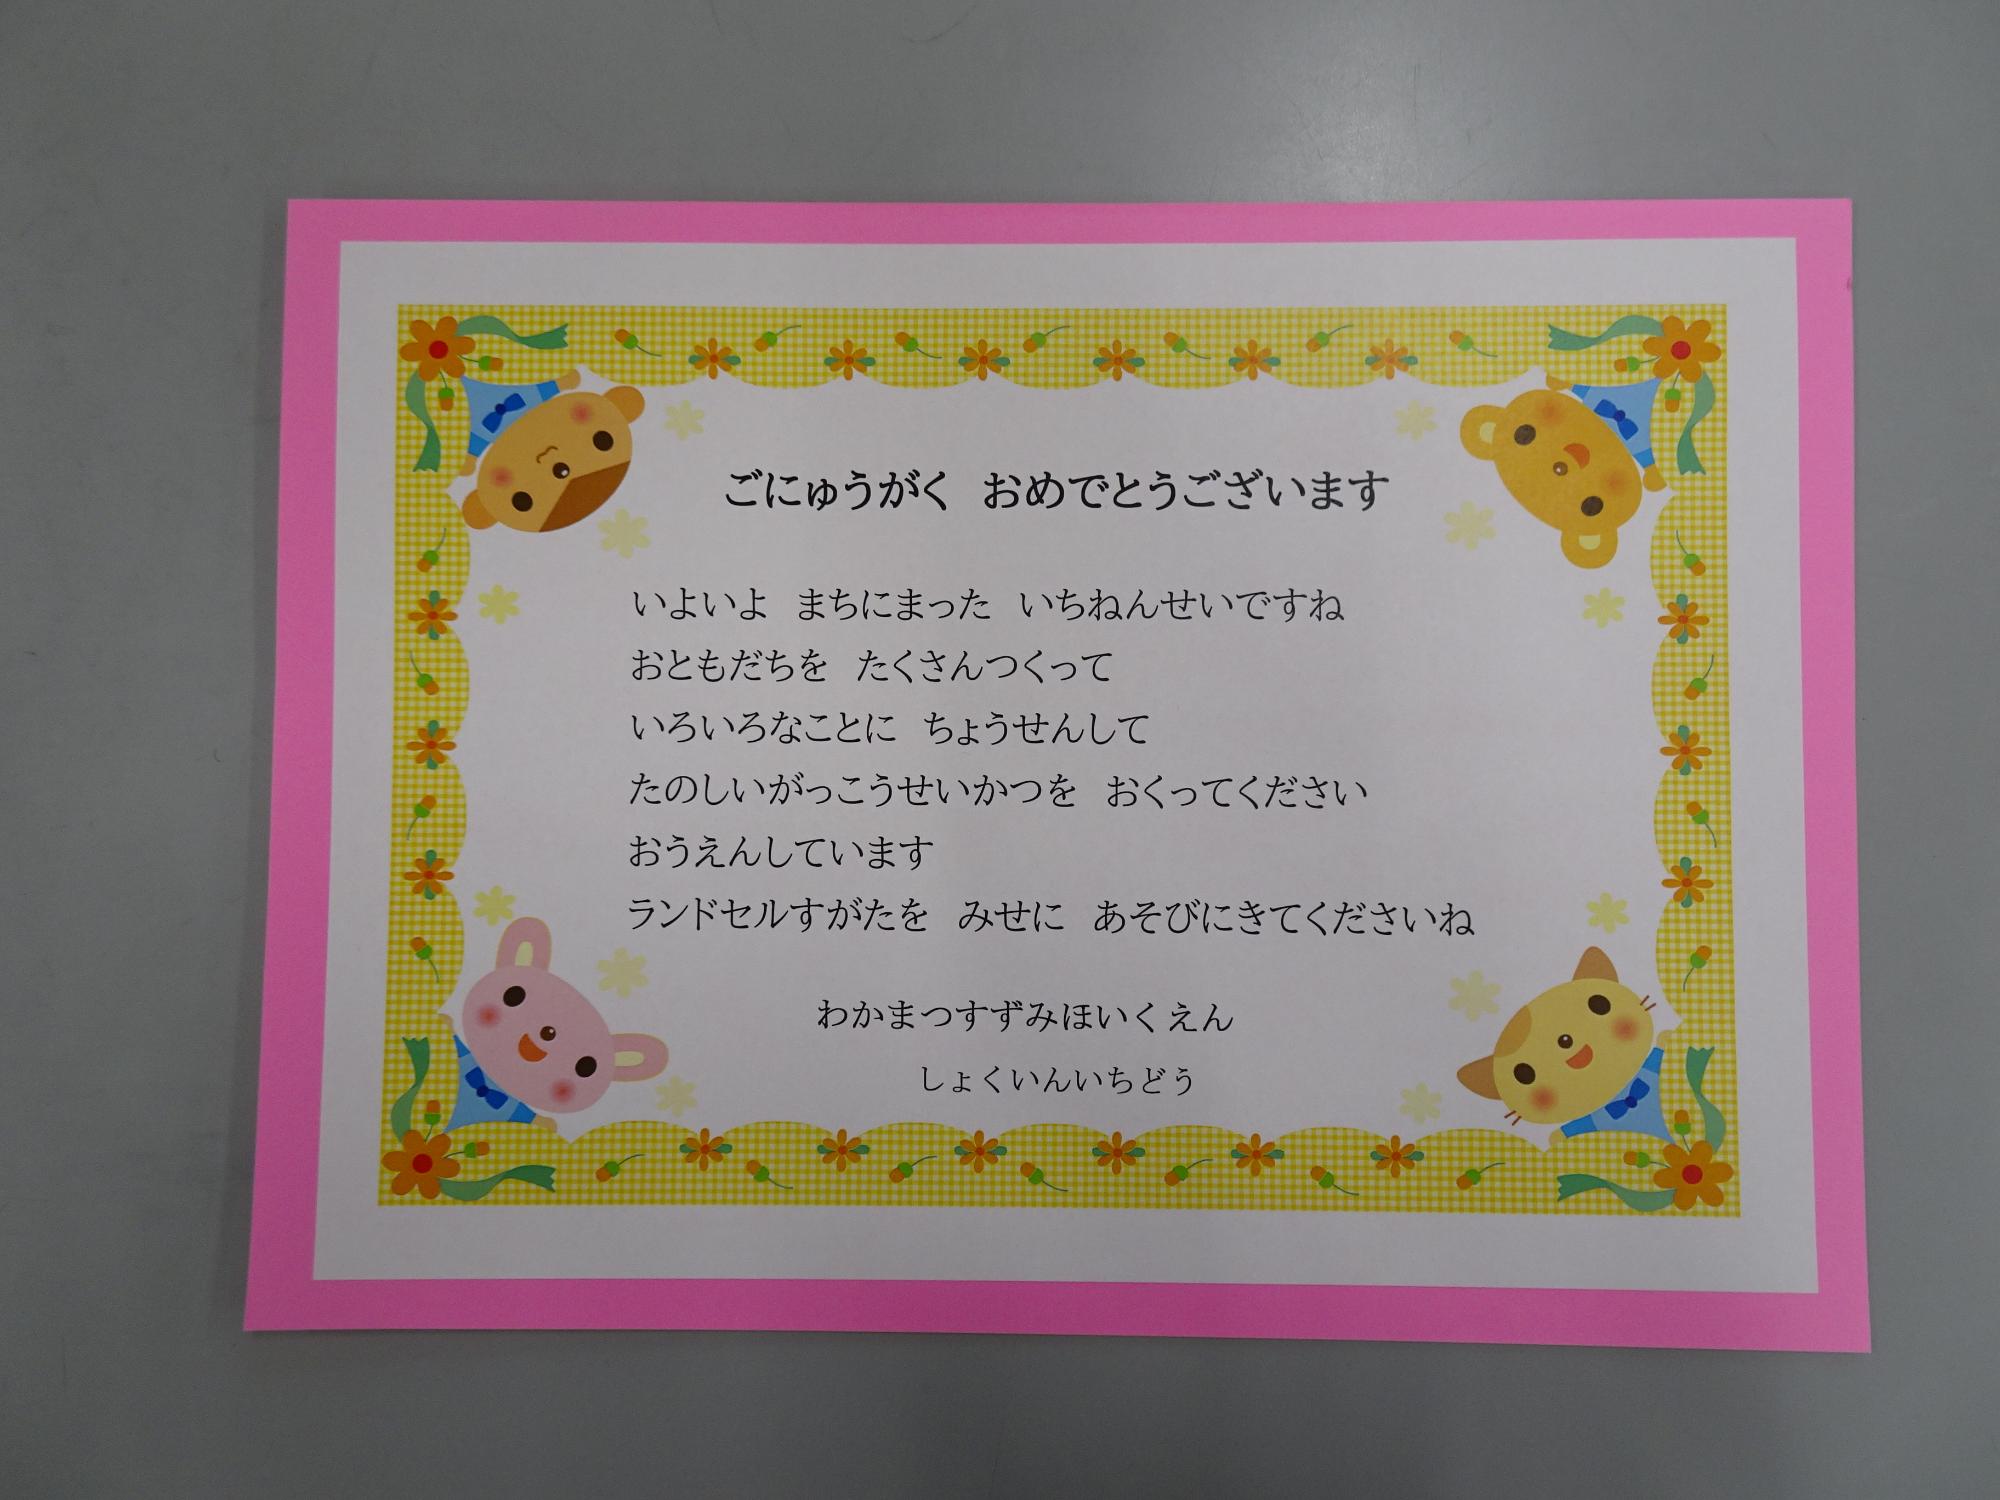 ごにゅうがく　おめでとうございます
いよいよ　まちにまった　いちねんせいですね
おともだちを　たくさんつくって
いろいろなことに　ちょうせんして
たのしいがっこうせいかつを　おくってください
おうえんしています
ランドセルすがたを　みせに　あそびにきてくださいね
わかまつすずみほいくえん
しょくいんいちどう